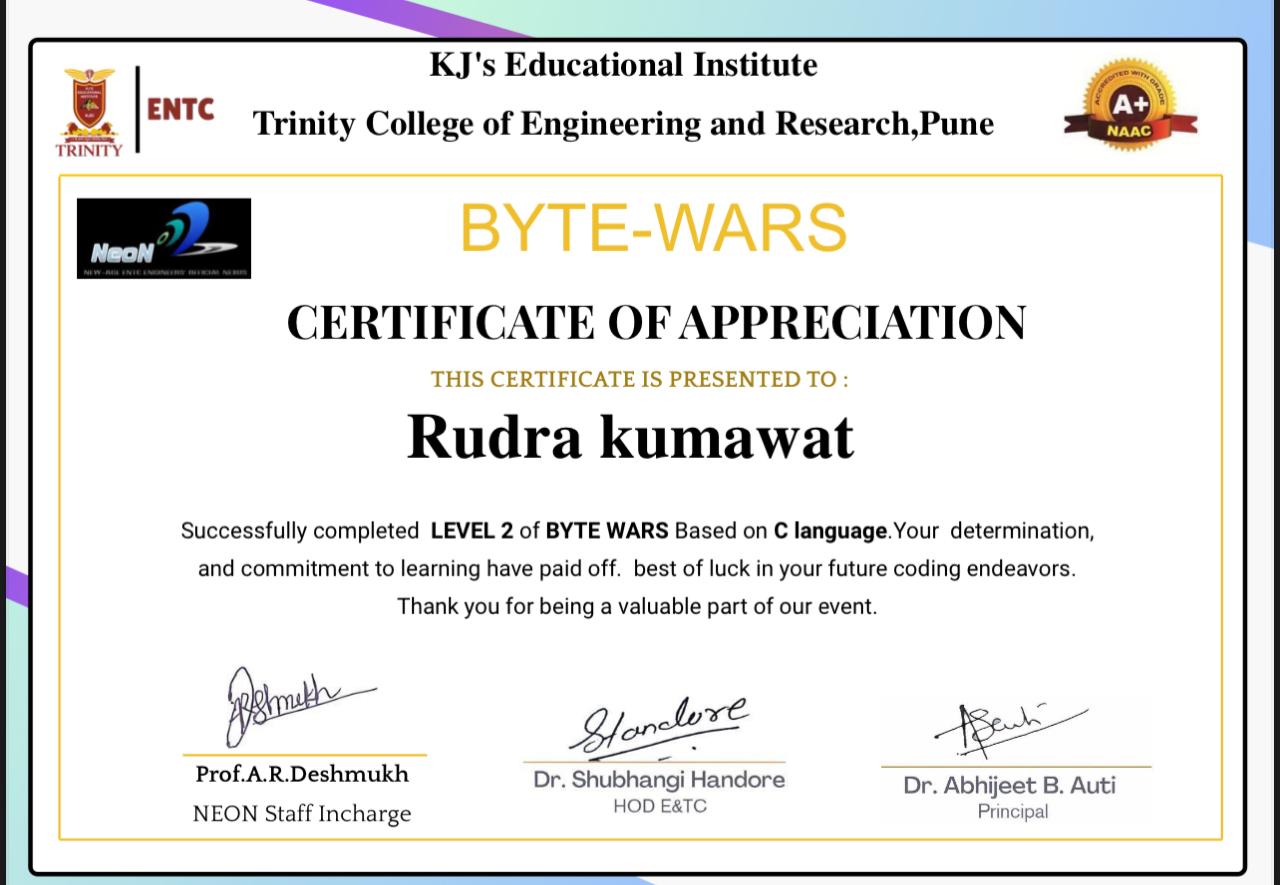 KJ's Educational Institute
Trinity College of Engineering and Research,Pune
TRINITY
ENTC
ACCREDITED WITH GRADE
A+
NAAC
NeoN
NEW-AGE ENTC ENGINEERS' OFFICIAL NEXUS
BYTE-WARS
CERTIFICATE OF APPRECIATION
THIS CERTIFICATE IS PRESENTED TO :
Rudra kumawat
Successfully completed LEVEL 2 of BYTE WARS Based on C language.Your determination,
and commitment to learning have paid off. best of luck in your future coding endeavors.
Thank you for being a valuable part of our event.
Prof.A.R.Deshmukh
NEON Staff Incharge
Dr. Shubhangi Handore
HOD E&TC
Dr. Abhijeet B. Auti
Principal